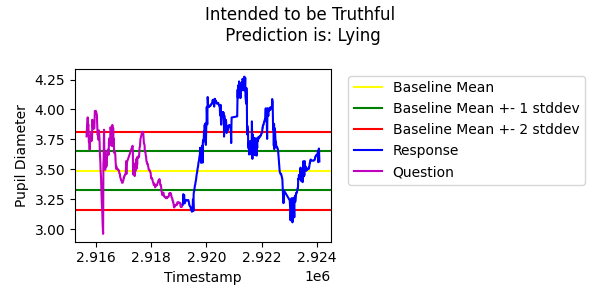 Intended to be Truthful
Prediction is: Lying
4.25
4.00
3.75
3.50
3.25
3.00
Pupil Diameter
2.916 2.918 2.920 2.922 2.924
1e6
Timestamp
Baseline Mean
Baseline Mean +- 1 stddev
Baseline Mean +- 2 stddev
Response
Question